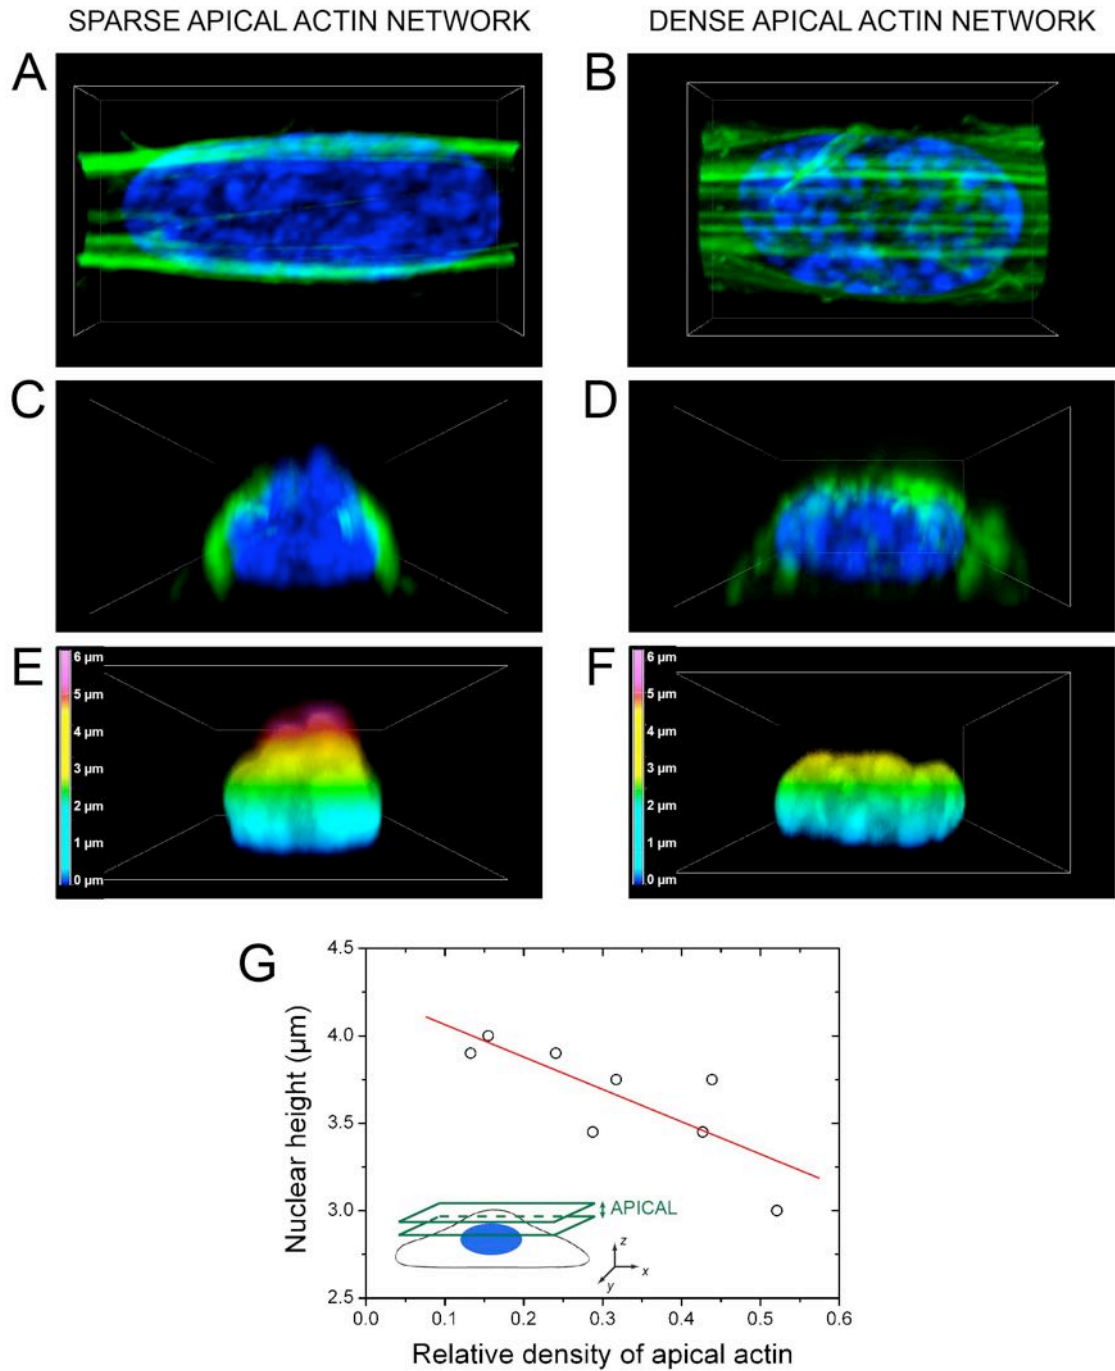 SPARSE APICAL ACTIN NETWORK
DENSE APICAL ACTIN NETWORK
A
B
C
D
E
6 µm
5 µm
4 µm
3 µm
2 µm
1 µm
0 µm
F
6 µm
5 µm
4 µm
3 µm
2 µm
1 µm
0 µm
G
Nuclear height (µm)
4.5
4.0
3.5
3.0
2.5
APICAL
z
x
y
0.0 0.1 0.2 0.3 0.4 0.5 0.6
Relative density of apical actin